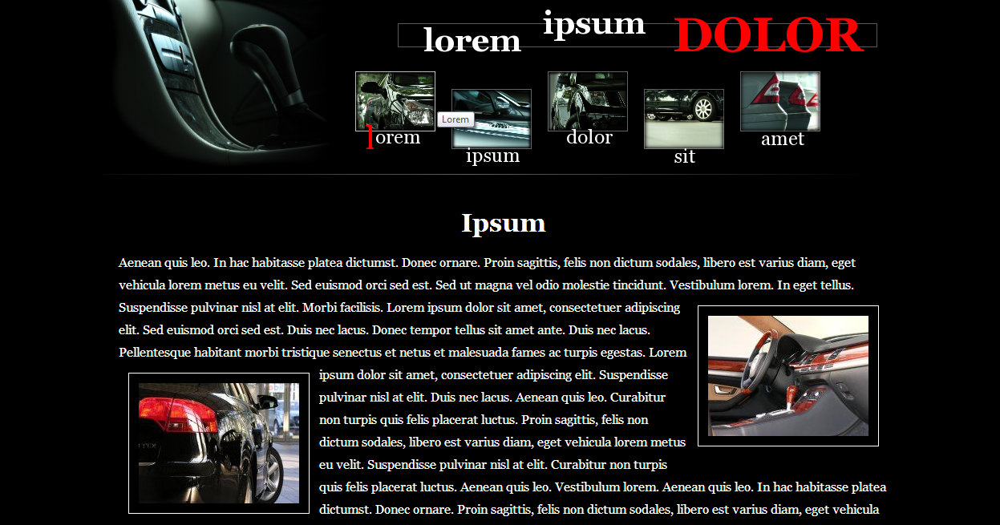 lorem ipsum DOLOR
lorem
Lorem
ipsum
dolor
sit
amet
Ipsum
Aenean quis leo. In hac habitasse platea dictumst. Donec ornare. Proin sagittis, felis non dictum sodales, libero est varius diam, eget
vehicula lorem metus eu velit. Sed euismod orci sed est. Sed ut magna vel odio molestie tincidunt. Vestibulum lorem. In eget tellus.
Suspendisse pulvinar nisl at elit. Morbi facilisis. Lorem ipsum dolor sit amet, consectetuer adipiscing
elit. Sed euismod orci sed est. Duis nec lacus. Donec tempor tellus sit amet ante. Duis nec lacus.
Pellentesque habitant morbi tristique senectus et netus et malesuada fames ac turpis egestas. Lorem
ipsum dolor sit amet, consectetuer adipiscing elit. Suspendisse
pulvinar nisl at elit. Duis nec lacus. Aenean quis leo. Curabitur
non turpis quis felis placerat luctus. Proin sagittis, felis non
dictum sodales, libero est varius diam, eget vehicula lorem metus
eu velit. Suspendisse pulvinar nisl at elit. Curabitur non turpis
quis felis placerat luctus. Aenean quis leo. Vestibulum lorem. Aenean quis leo. In hac habitasse platea
dictumst. Donec ornare. Proin sagittis, felis non dictum sodales, libero est varius diam, eget vehicula